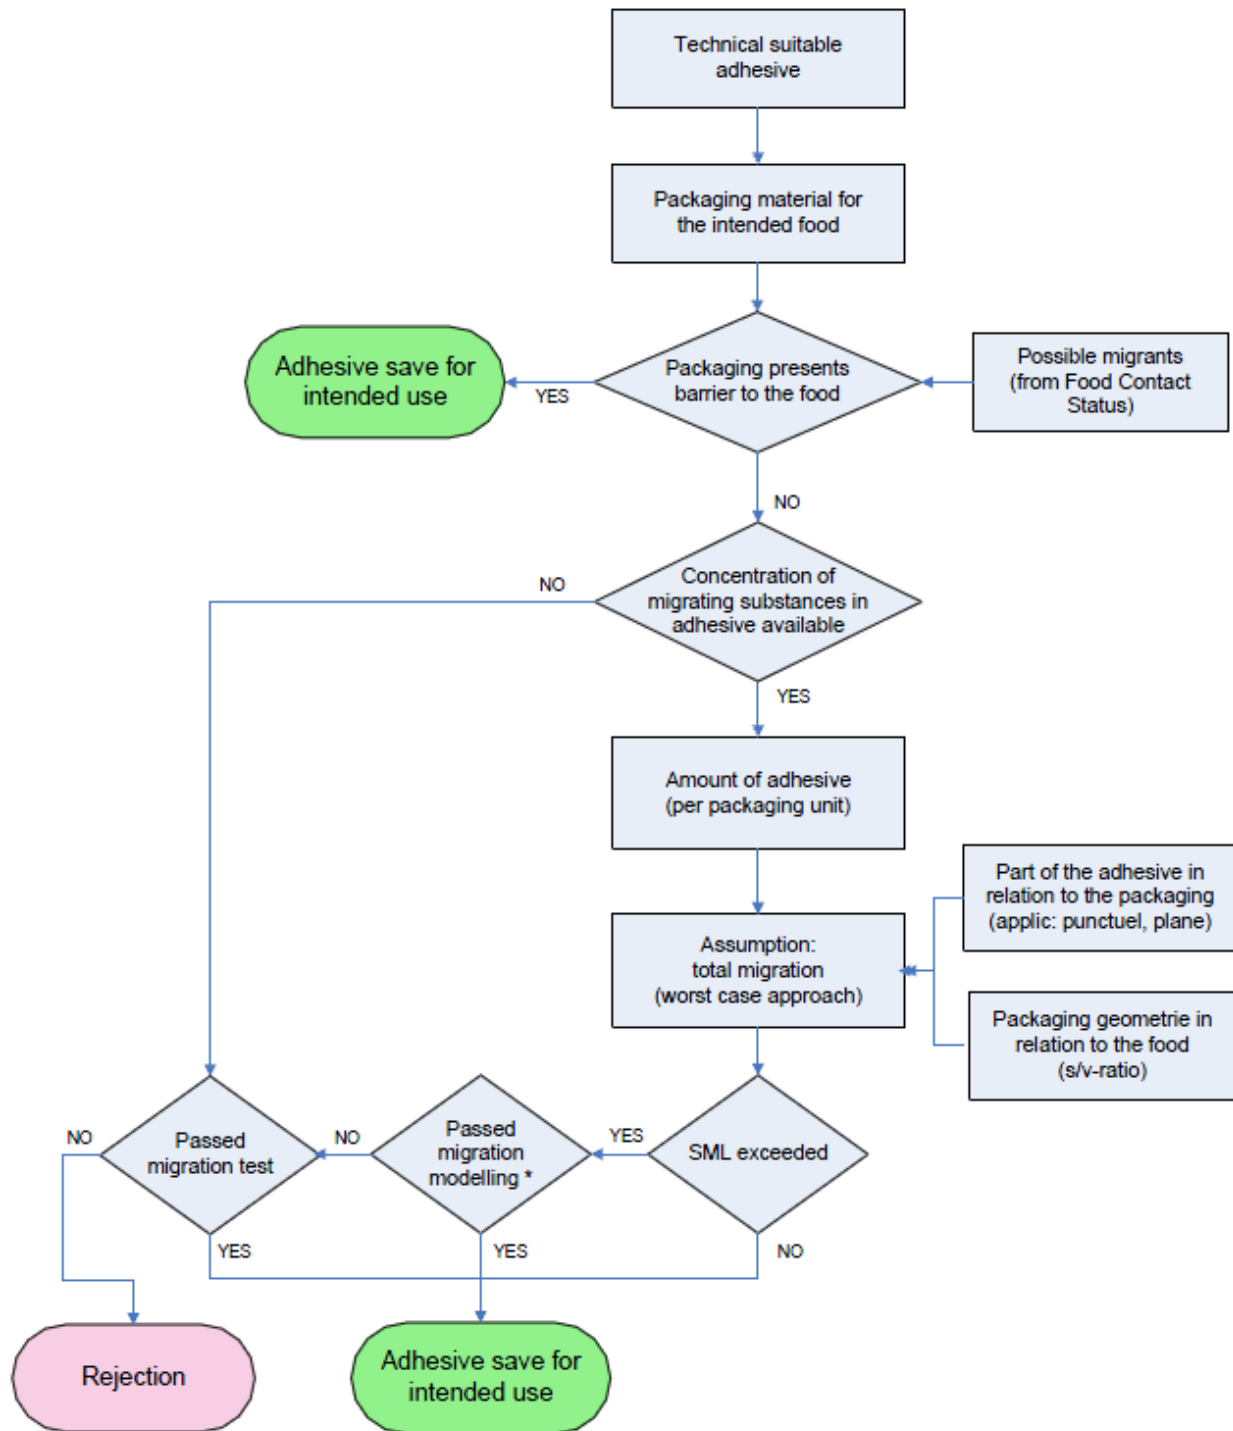 Technical suitable
adhesive
Packaging material for
the intended food
Adhesive save for
intended use
YES
Packaging presents
barrier to the food
Possible migrants
(from Food Contact
Status)
NO
NO
Concentration of
migrating substances in
adhesive available
YES
Amount of adhesive
(per packaging unit)
Part of the adhesive in
relation to the packaging
(applic: punctuel, plane)
Assumption:
total migration
(worst case approach)
Packaging geometrie in
relation to the food
(s/v-ratio)
NO
Passed
migration test
NO
Passed
migration
modelling *
YES
SML exceeded
YES
YES
NO
Rejection
Adhesive save for
intended use